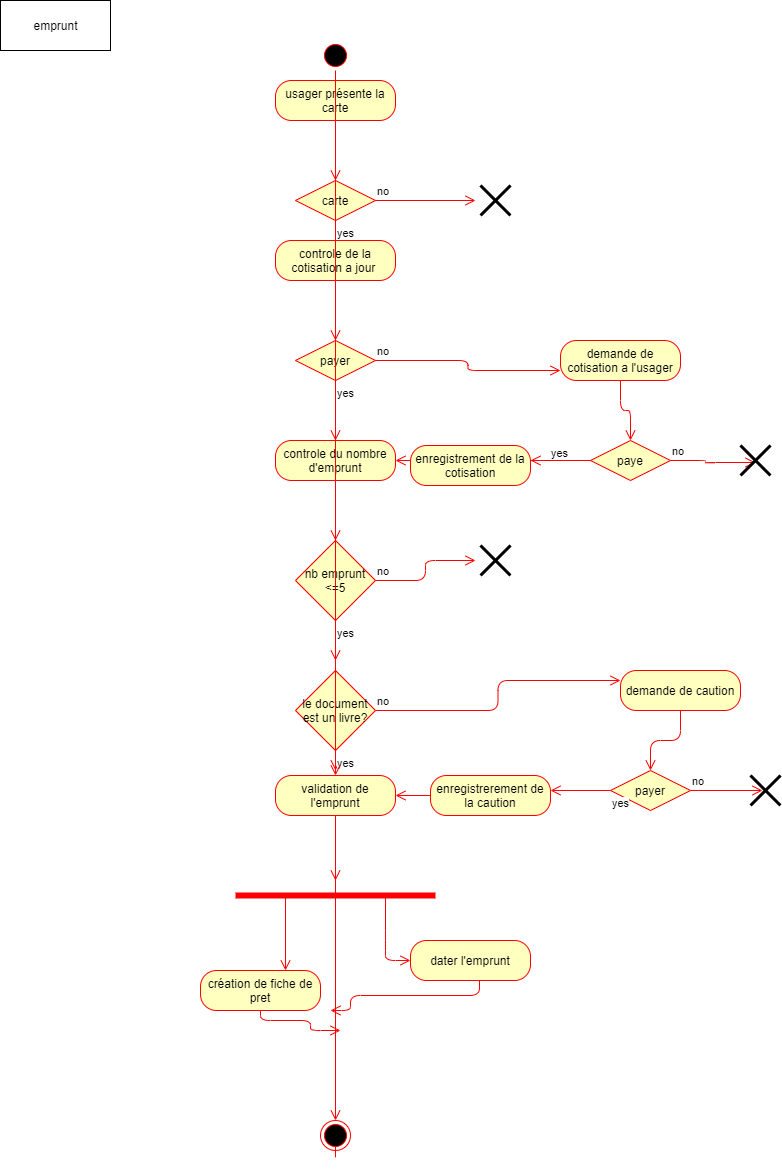 emprunt
usager présente la
carte
carte
no
yes
controle de la
cotisation a jour
payer
no
yes
demande de
cotisation a l'usager
controle du nombre
d'emprunt
enregistrement de la
cotisation
yes
paye
no
nb emprunt
<=5
no
yes
le document
est un livre?
no
yes
demande de caution
validation de
l'emprunt
enregistrerement de
la caution
yes
payer
no
création de fiche de
pret
dater l'emprunt